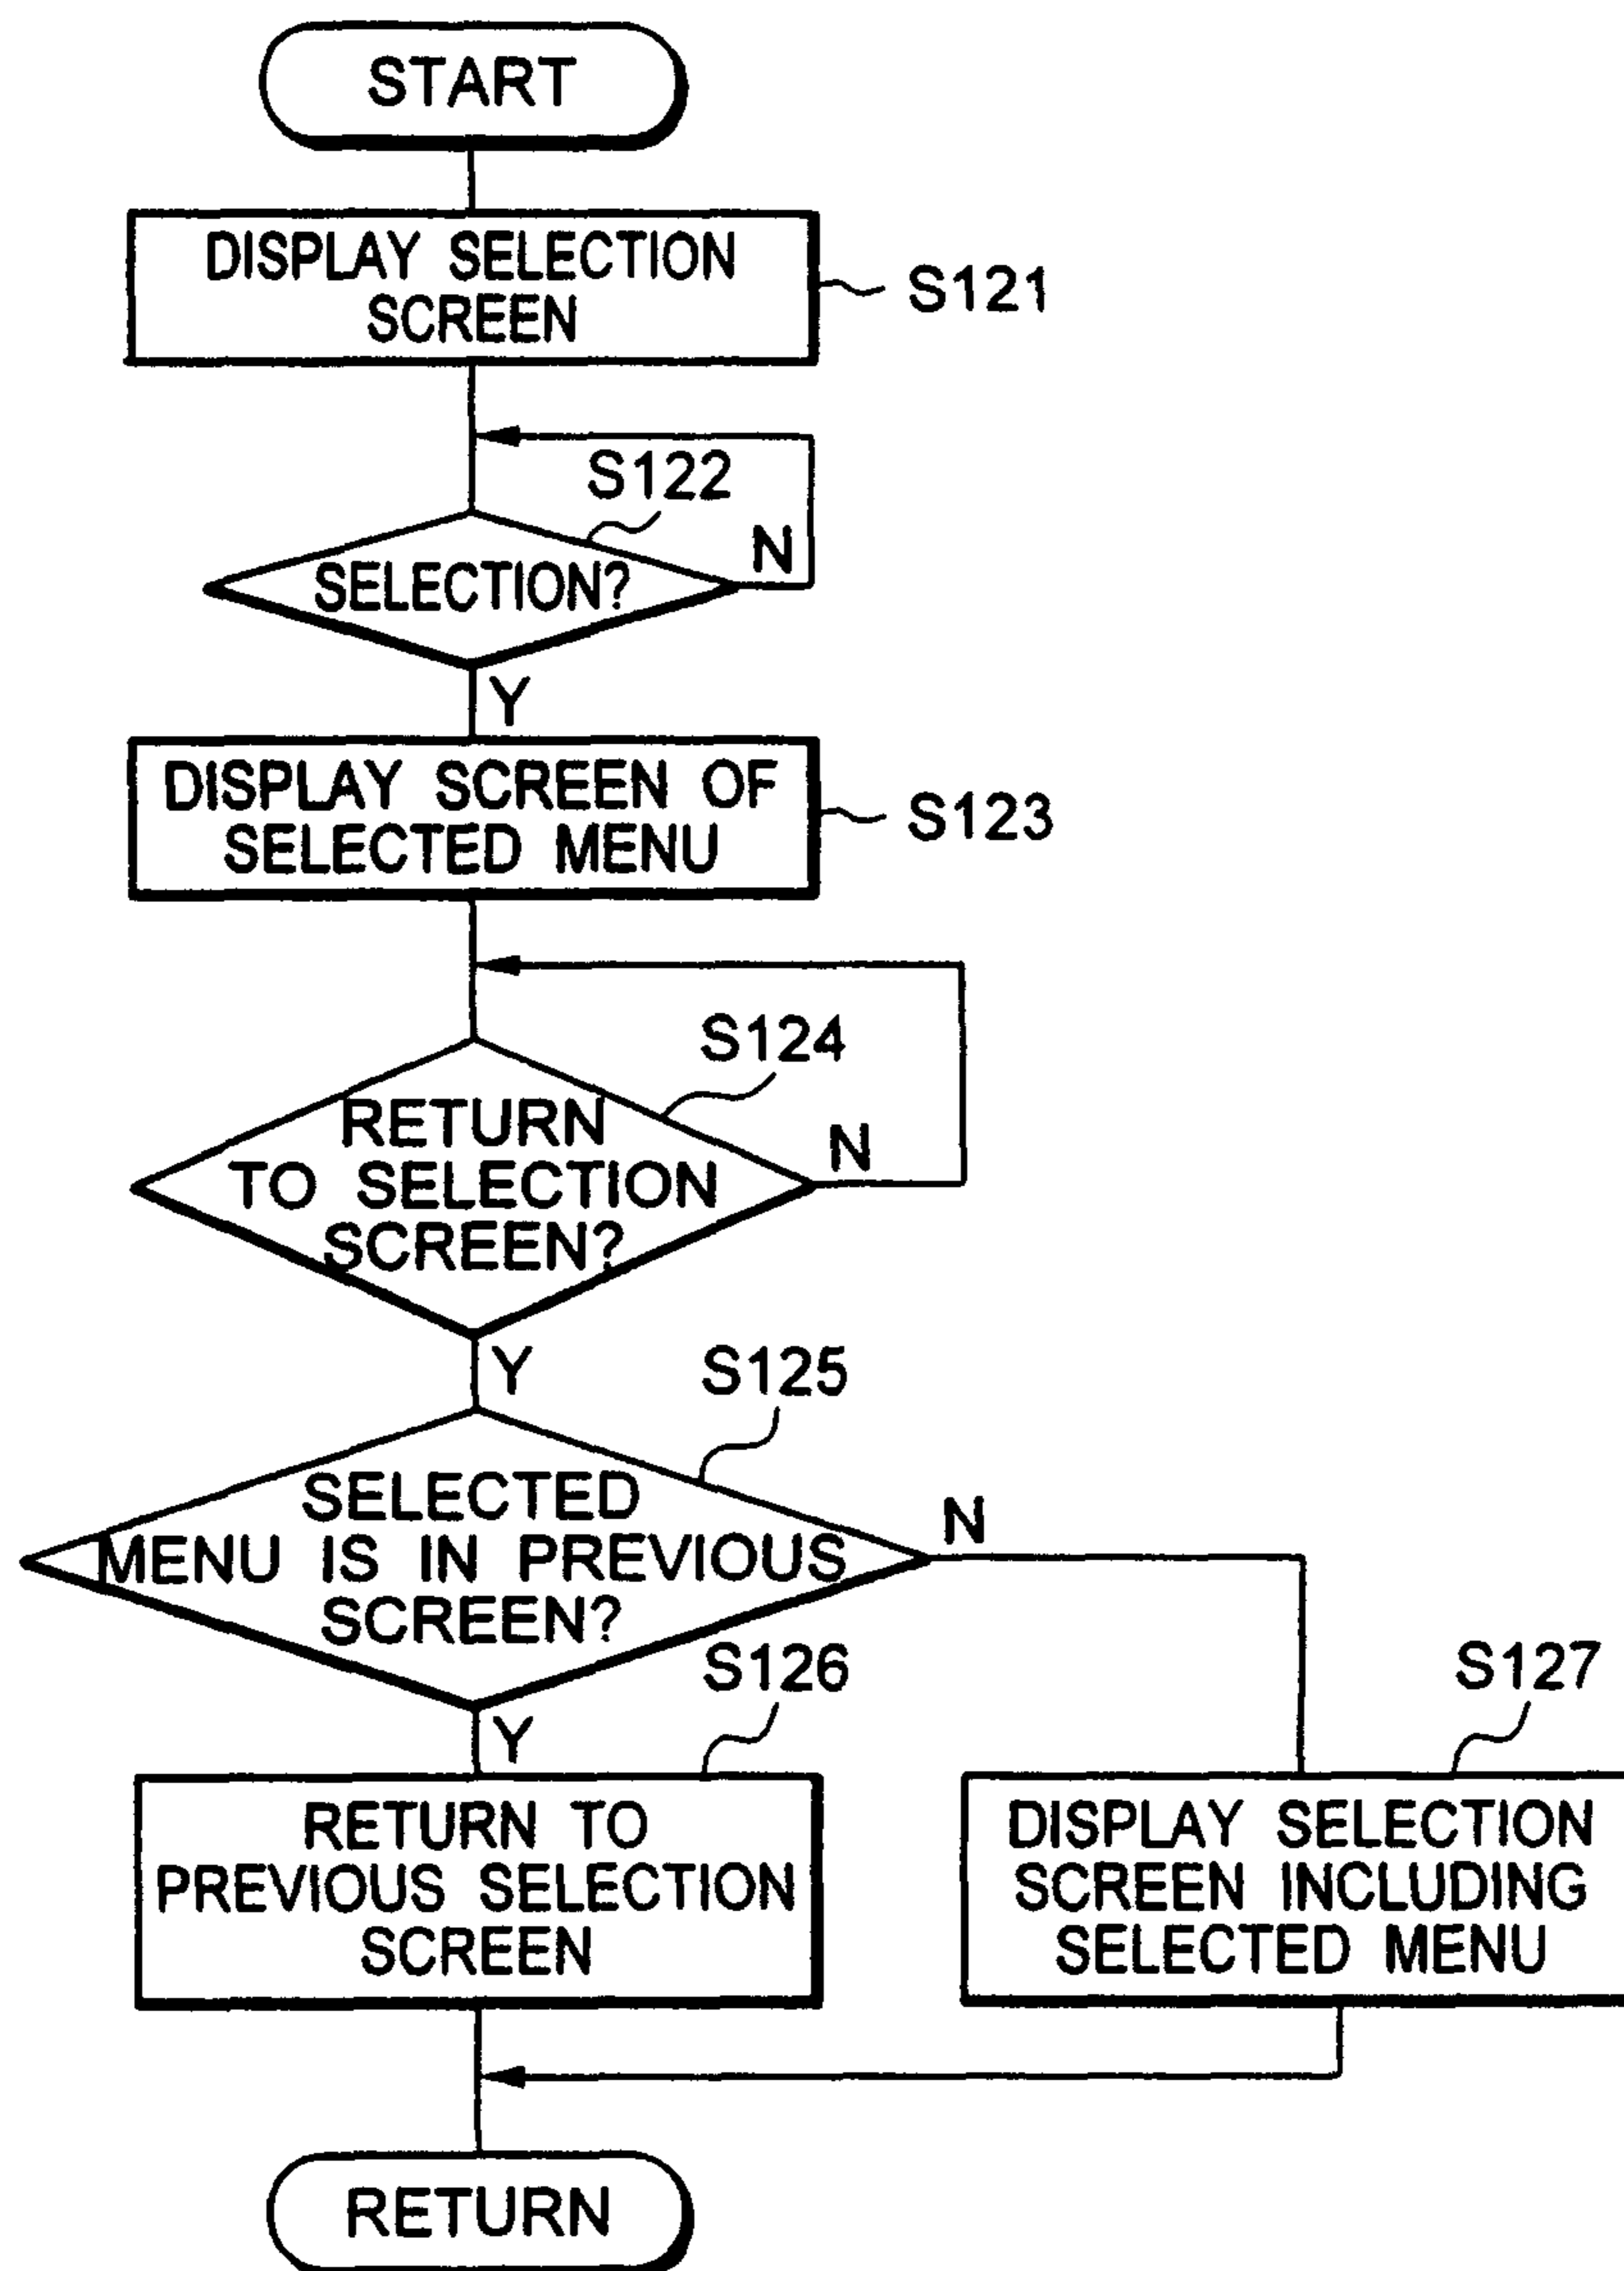 START
DISPLAY SELECTION
SCREEN
S121
S122
N
SELECTION?
Y
DISPLAY SCREEN OF
SELECTED MENU
S123
S124
N
RETURN
TO SELECTION
SCREEN?
Y
S125
SELECTED
MENU IS IN PREVIOUS
SCREEN?
N
S126
S127
Y
RETURN TO
PREVIOUS SELECTION
SCREEN
DISPLAY SELECTION
SCREEN INCLUDING
SELECTED MENU
RETURN